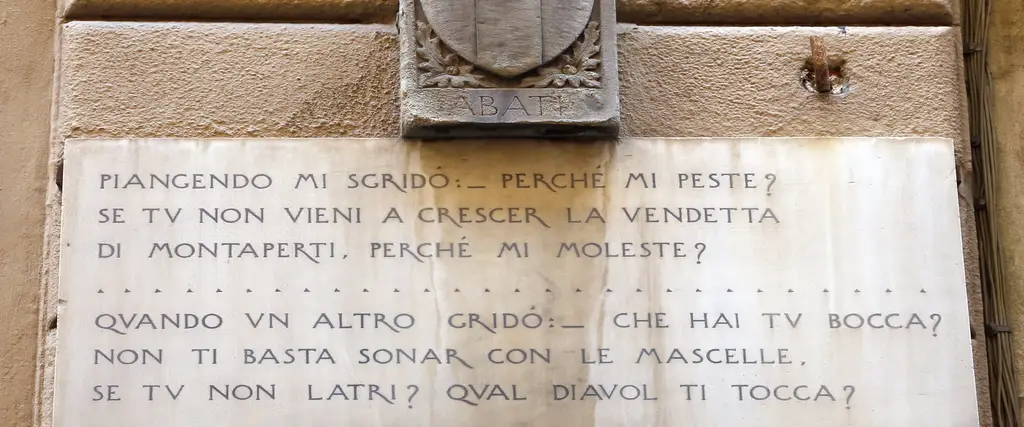 ABATI
PIANGENDO MI SGRIDÓ:_ PERCHÉ MI PESTE?
SE TV NON VIENI A CRESCER LA VENDETTA
DI MONTAPERTI, PERCHÉ MI MOLESTE?
QVANDO VN ALTRO GRIDÓ:_ CHE HAI TV BOCCA?
NON TI BASTA SONAR CON LE MASCELLE,
SE TV NON LATRI? QVAL DIAVOL TI TOCCA?